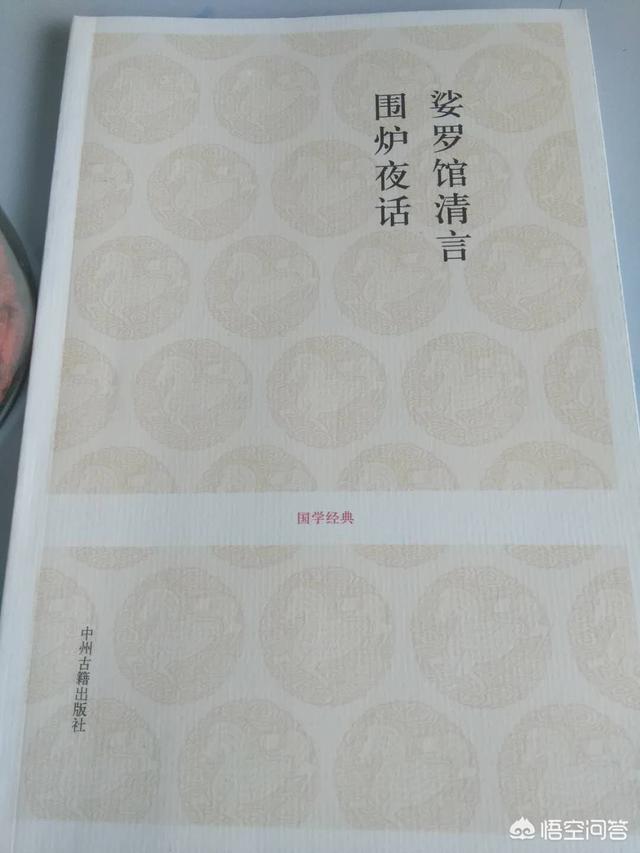 娑罗馆清言
围炉夜话
国学经典
中州古籍出版社
悟空问答